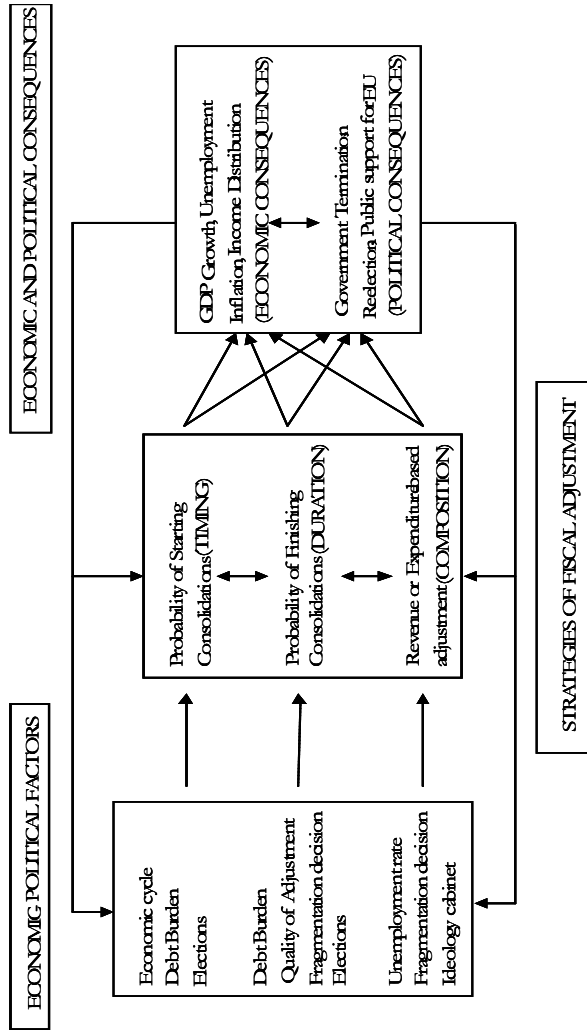 ECONOMIG POLITICAL FACTORS
ECONOMIC AND POLITICAL CONSEQUENCES
Economic cycle
Debt Burden
Elections
Debt Burden
Quality of Adjustment
Fragmentation decision
Elections
Unemployment rate
Fragmentation decision
Ideology cabinet
Probability of Starting
Consolidations (TIMING)
Probability of Finishing
Consolidations (DURATION)
Revenue or Expenditure based
adjustment (COMPOSITION)
GDP Growth, Unemployment
Inflation, Income Distribution
(ECONOMIC CONSEQUENCES)
Government Termination
Reelection, Public support for EU
(POLITICAL CONSEQUENCES)
STRATEGIES OF FISCAL ADJUSTMENT